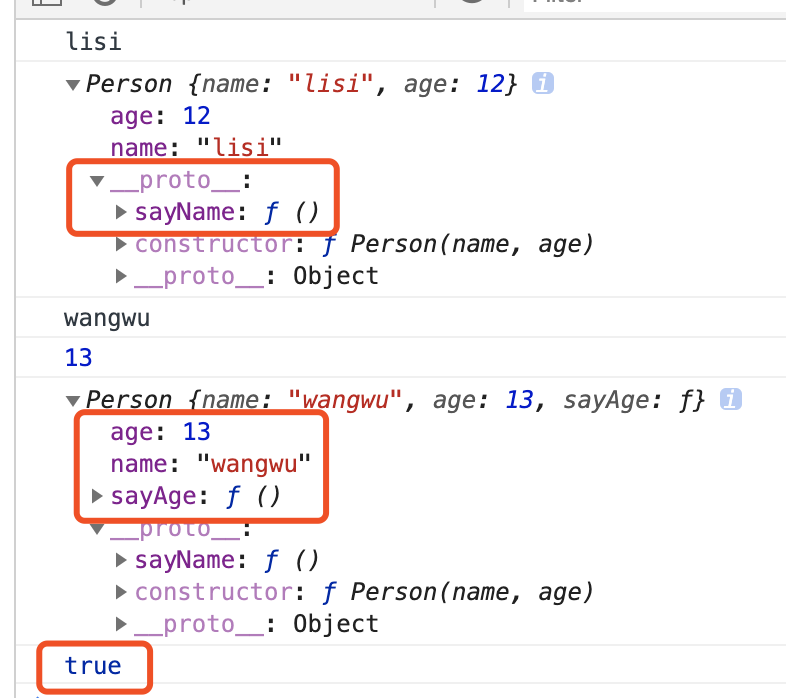 lisi
▼Person {name: "lisi", age: 12} i
age: 12
name: "lisi"
▼__proto__:
▶sayName: ƒ ()
▶constructor: ƒ Person(name, age)
▶__proto__: Object
wangwu
13
▼Person {name: "wangwu", age: 13, sayAge: ƒ} i
age: 13
name: "wangwu"
▶sayAge: ƒ ()
▼__proto__:
▶sayName: ƒ ()
▶constructor: ƒ Person(name, age)
▶__proto__: Object
true